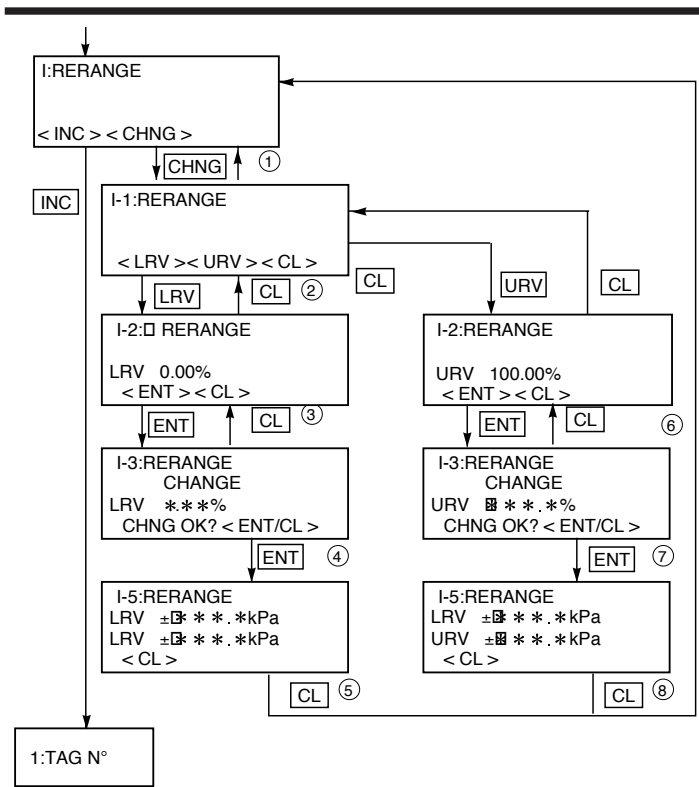 I:RERANGE
< INC > < CHNG >
CHNG
①
INC
I-1:RERANGE
< LRV >< URV >< CL >
LRV
CL
②
CL
URV
CL
I-2:□ RERANGE
LRV 0.00%
< ENT >< CL >
ENT
CL
③
I-2:RERANGE
URV 100.00%
< ENT >< CL >
ENT
CL
⑥
I-3:RERANGE
CHANGE
LRV *.**%
CHNG OK? < ENT/CL >
ENT
④
I-3:RERANGE
CHANGE
URV ***.*%
CHNG OK? < ENT/CL >
ENT
⑦
I-5:RERANGE
LRV ±***.*kPa
LRV ±***.*kPa
< CL >
CL
⑤
I-5:RERANGE
LRV ±***.*kPa
URV ±***.*kPa
< CL >
CL
⑧
1:TAG N°